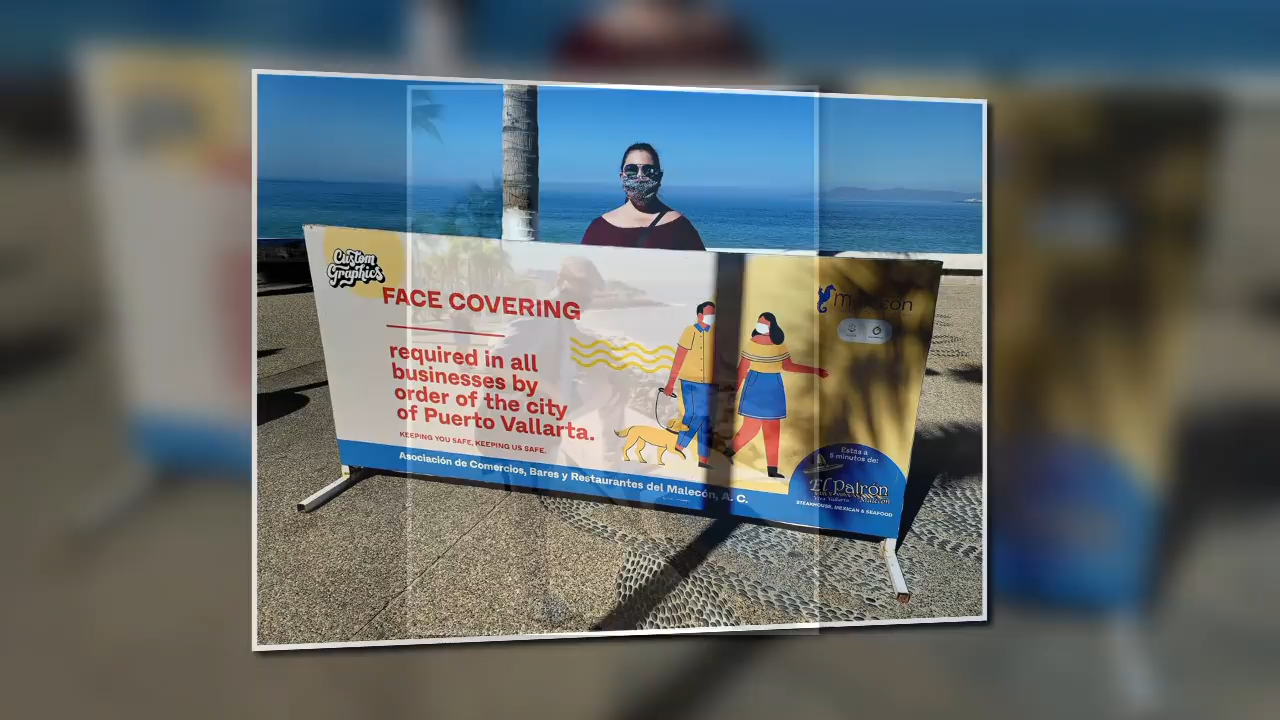 Custom
Graphics
FACE COVERING
required in all
businesses by
order of the city
of Puerto Vallarta.
KEEPING YOU SAFE, KEEPING US SAFE.
Asociación de Comercios, Bares y Restaurantes del Malecón, A. C.
Malecón
Estas a
5 minutos de:
El Patrón
Malecón
STEAKHOUSE, MEXICAN & SEAFOOD